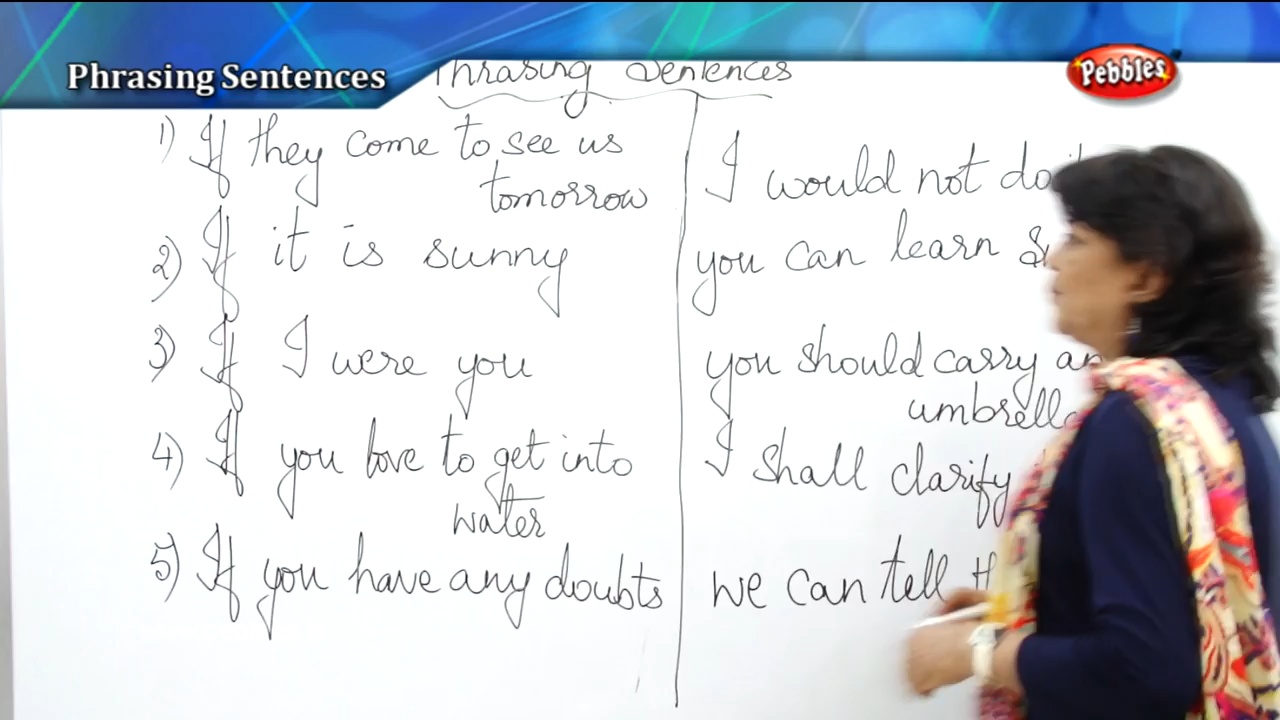 Phrasing Sentences
Phrasing Sentences
Pebbles
1) If they come to see us
tomorrow
I would not do
2) If it is sunny
you can learn
3) If I were you
you should carry an
umbrella
4) If you love to get into
water
I shall clarify
5) If you have any doubts
we can tell